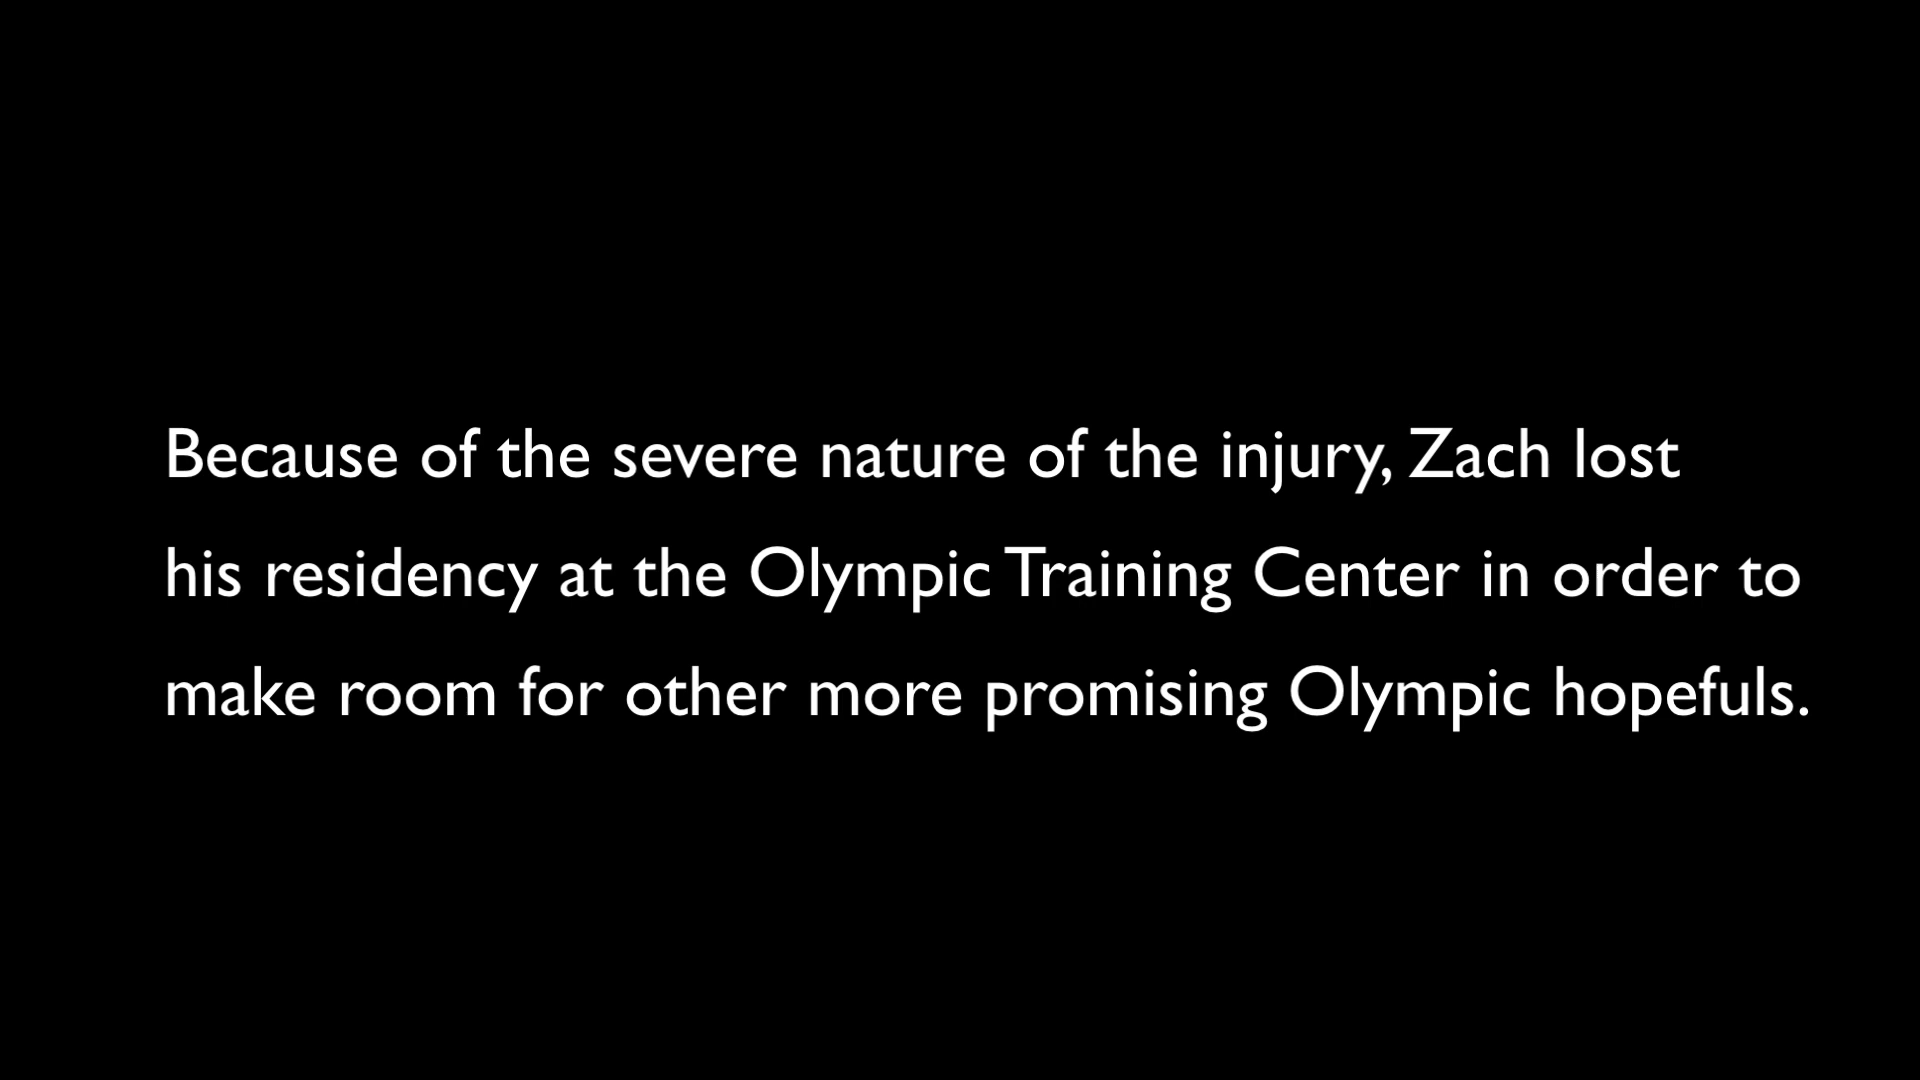 Because of the severe nature of the injury, Zach lost
his residency at the Olympic Training Center in order to
make room for other more promising Olympic hopefuls.